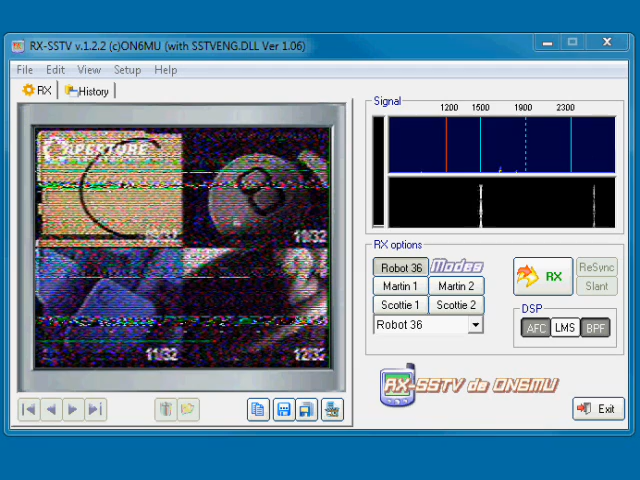 RX-SSTV v.1.2.2 (c)ON6MU (with SSTVENG.DLL Ver 1.06)
File Edit View Setup Help
RX History
APERTURE
10/32
11/32 12/32
Signal
1200 1500 1900 2300
RX options
Robot 36 Modes
Martin 1 Martin 2
Scottie 1 Scottie 2
Robot 36
RX
ReSync
Slant
DSP
AFC LMS BPF
RX-SSTV de ON6MU
Exit